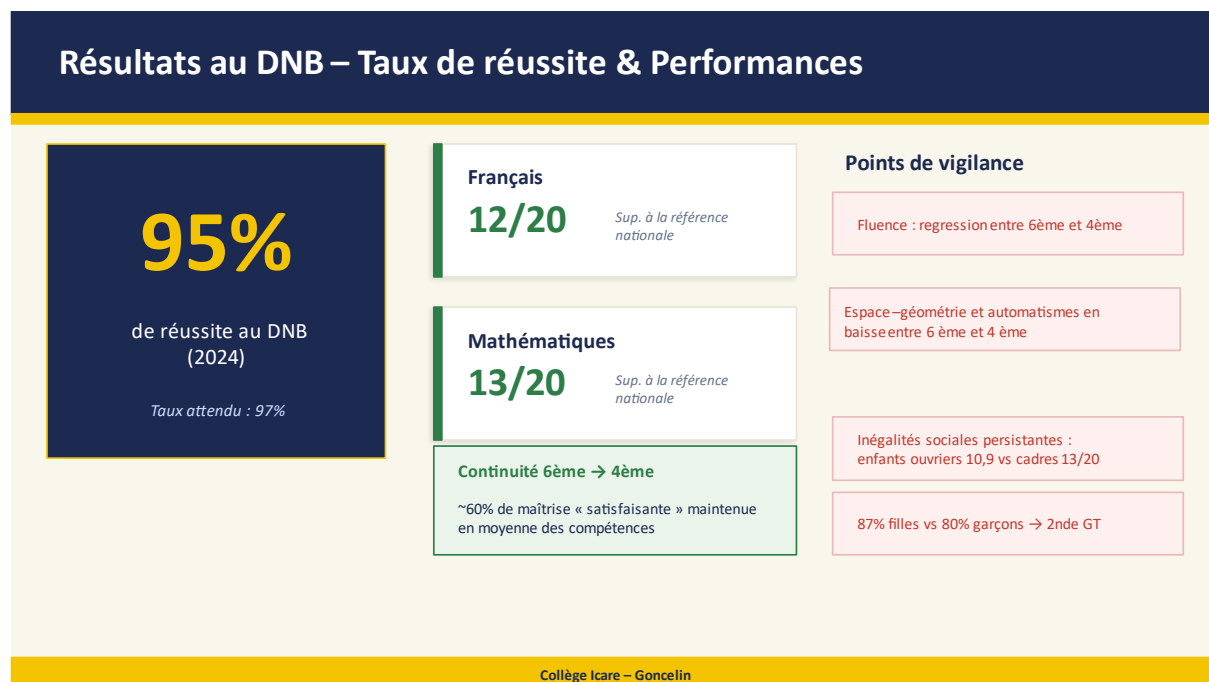 Résultats au DNB – Taux de réussite & Performances
95%
de réussite au DNB
(2024)
Taux attendu : 97%
Français
12/20
Sup. à la référence
nationale
Mathématiques
13/20
Sup. à la référence
nationale
Continuité 6ème → 4ème
~60% de maîtrise « satisfaisante » maintenue
en moyenne des compétences
Points de vigilance
Fluence : regression entre 6ème et 4ème
Espace –géométrie et automatismes en
baisse entre 6 ème et 4 ème
Inégalités sociales persistantes :
enfants ouvriers 10,9 vs cadres 13/20
87% filles vs 80% garçons → 2nde GT
Collège Icare – Goncelin